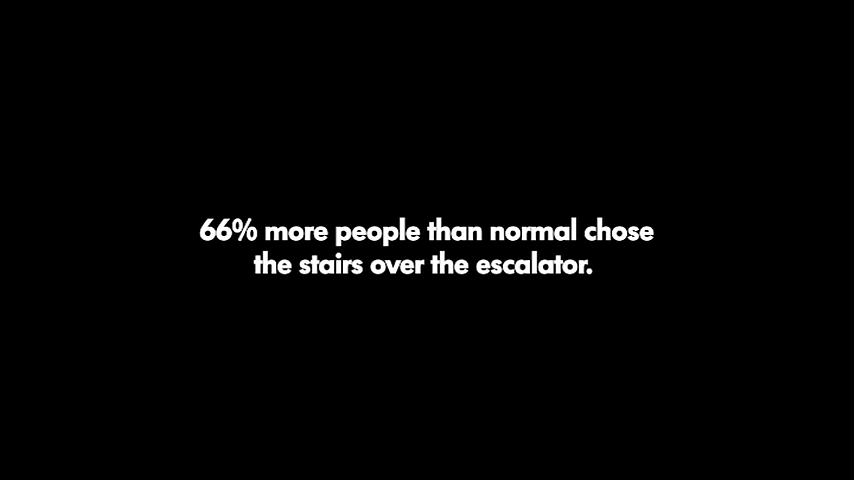 66% more people than normal chose
the stairs over the escalator.